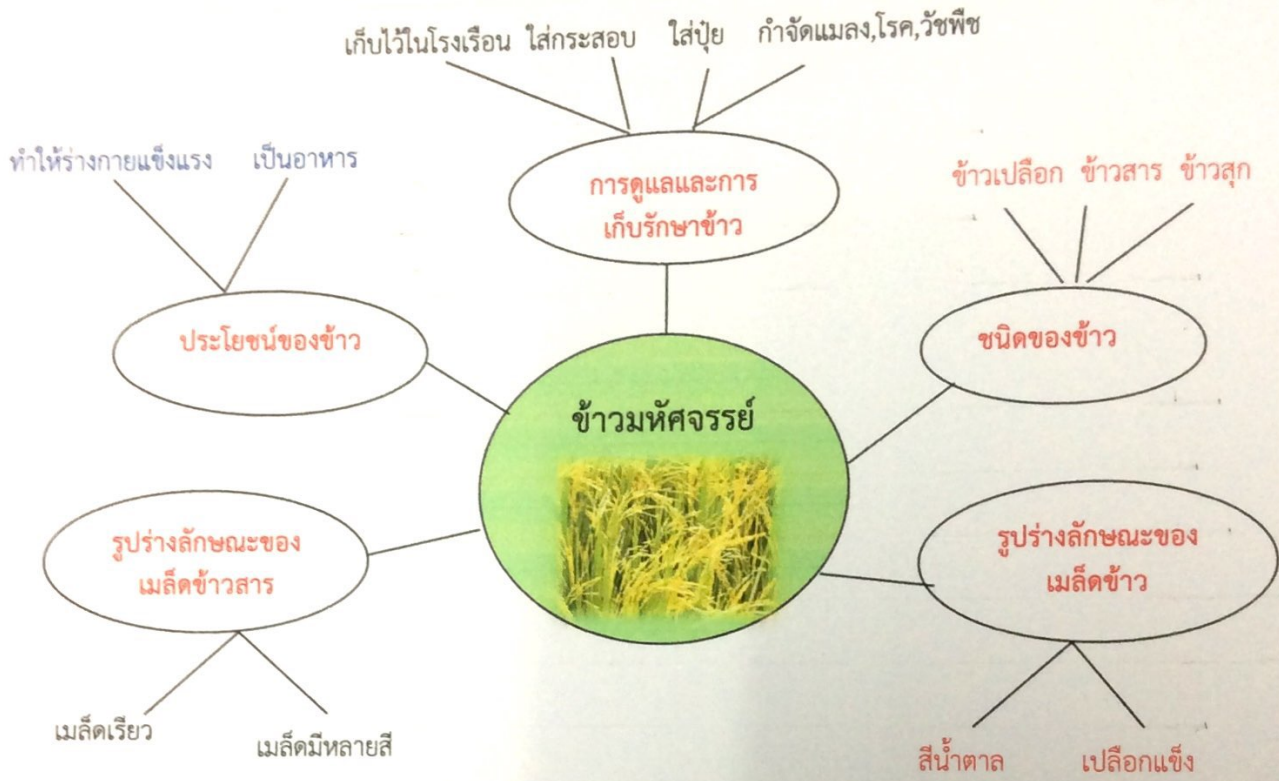 เก็บไว้ในโรงเรือน ใส่กระสอบ ใส่ปุ๋ย กำจัดแมลง,โรค,วัชพืช
ทำให้ร่างกายแข็งแรง เป็นอาหาร
การดูแลและการ
เก็บรักษาข้าว
ข้าวเปลือก ข้าวสาร ข้าวสุก
ประโยชน์ของข้าว
ชนิดของข้าว
ข้าวมหัศจรรย์
รูปร่างลักษณะของ
เมล็ดข้าวสาร
รูปร่างลักษณะของ
เมล็ดข้าว
เมล็ดเรียว
เมล็ดมีหลายสี
สีน้ำตาล
เปลือกแข็ง